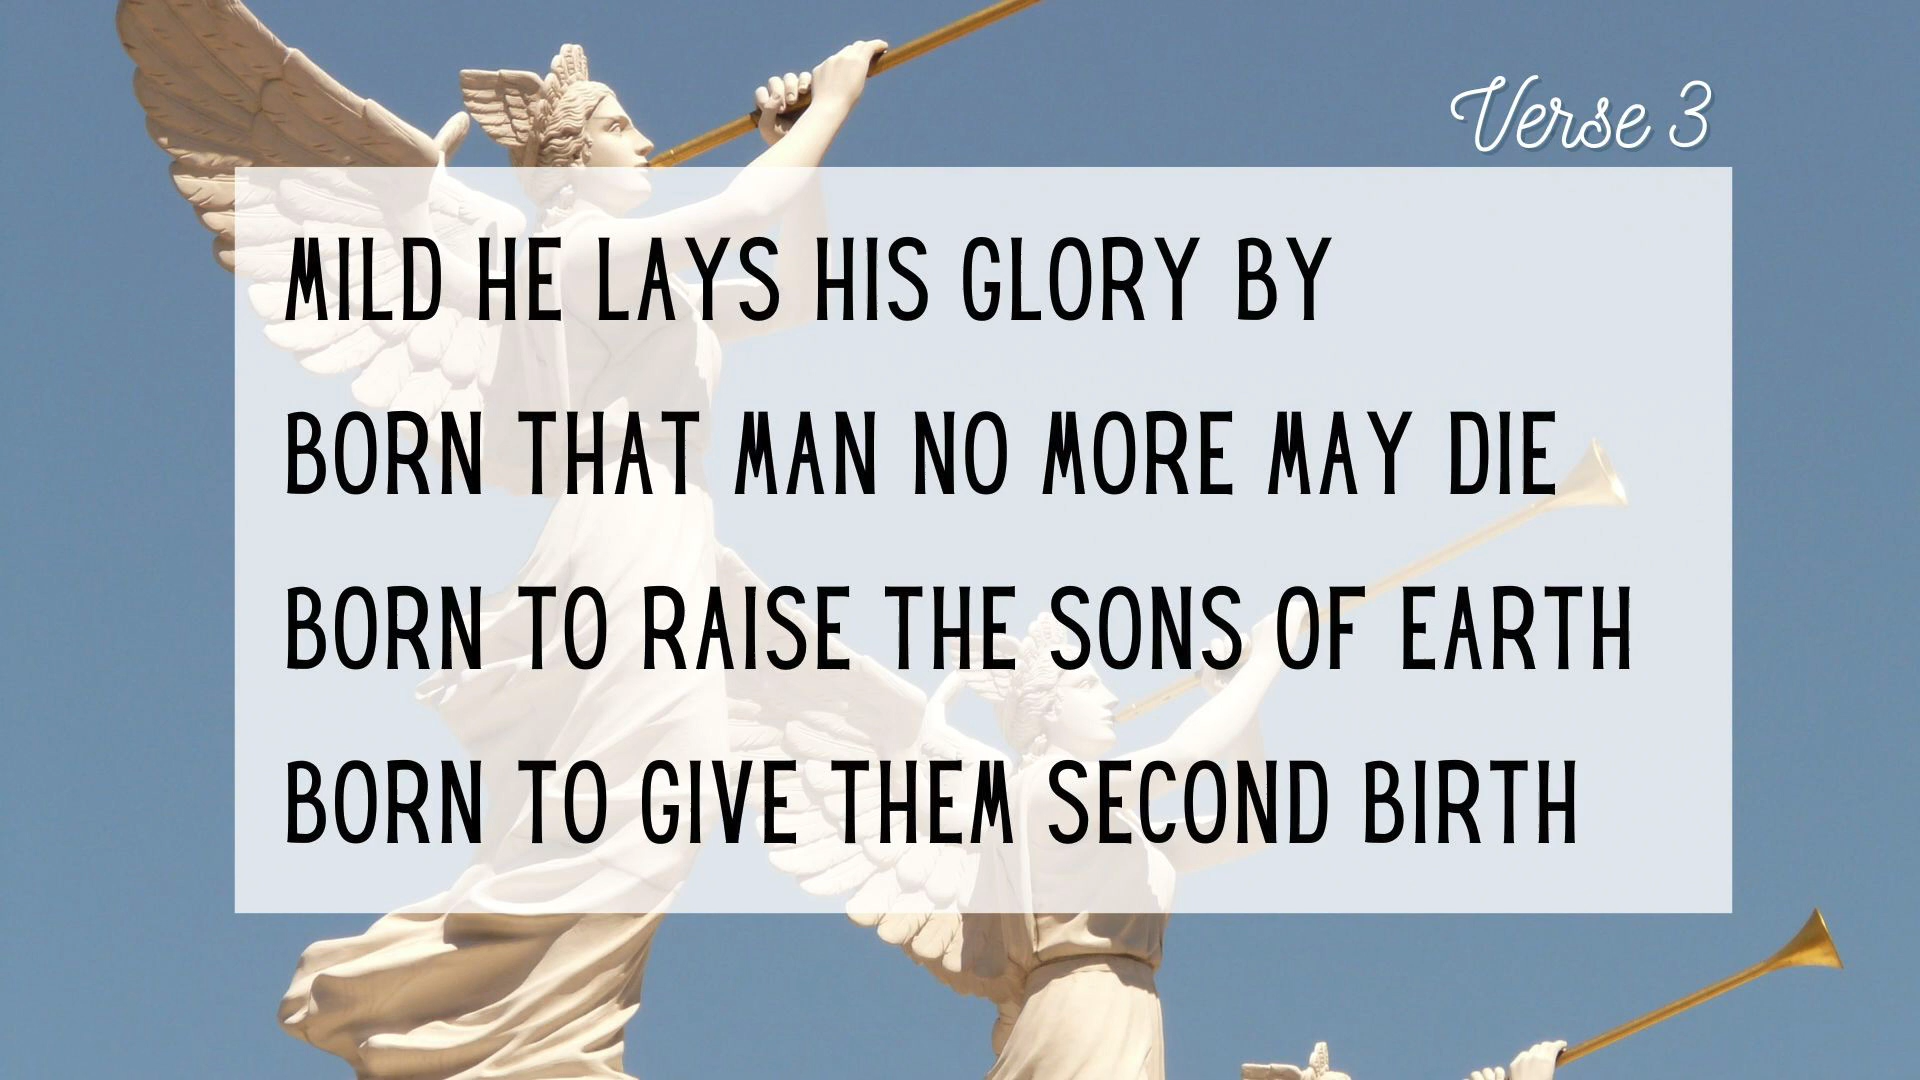 Verse 3
MILD HE LAYS HIS GLORY BY
BORN THAT MAN NO MORE MAY DIE
BORN TO RAISE THE SONS OF EARTH
BORN TO GIVE THEM SECOND BIRTH